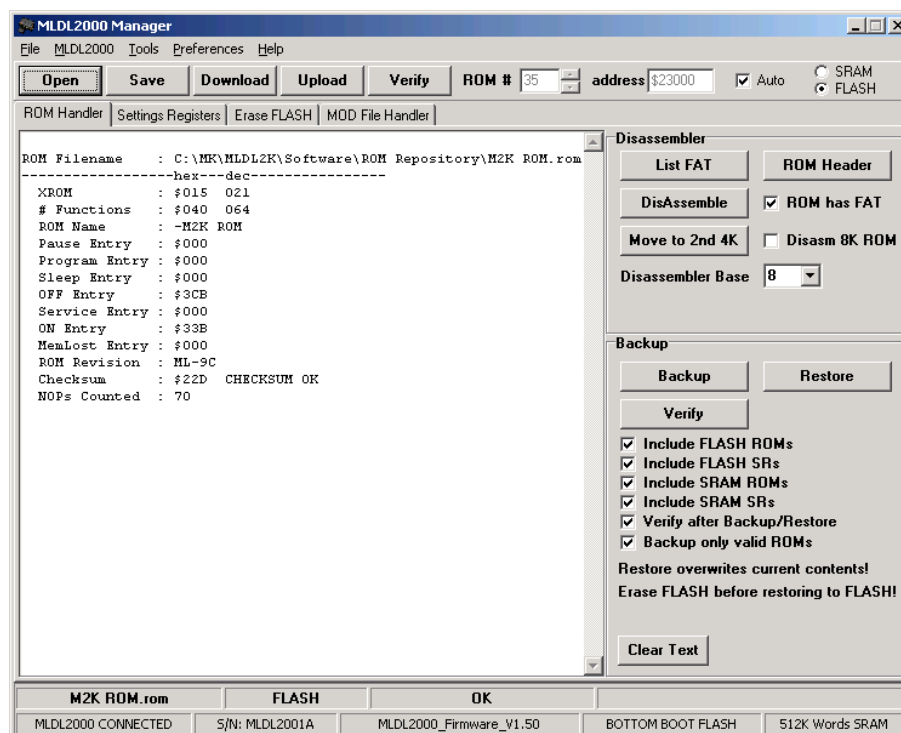 MLDL2000 Manager
File MLDL2000 Tools Preferences Help
Open Save Download Upload Verify ROM # 35 address $23000 Auto SRAM
FLASH
ROM Handler Settings Registers Erase FLASH MOD File Handler
ROM Filename : C:\MK\MLDL2K\Software\ROM Repository\M2K ROM.rom
------------------hex---dec----------------
XROM : $015 021
# Functions : $040 064
ROM Name : -M2K ROM
Pause Entry : $000
Program Entry : $000
Sleep Entry : $000
OFF Entry : $3CB
Service Entry : $000
ON Entry : $33B
MemLost Entry : $000
ROM Revision : ML-9C
Checksum : $22D CHECKSUM OK
NOPs Counted : 70
Disassembler
List FAT ROM Header
DisAssemble ROM has FAT
Move to 2nd 4K Disasm 8K ROM
Disassembler Base 8
Backup
Backup Restore
Verify
Include FLASH ROMs
Include FLASH SRs
Include SRAM ROMs
Include SRAM SRs
Verify after Backup/Restore
Backup only valid ROMs
Restore overwrites current contents!
Erase FLASH before restoring to FLASH!
Clear Text
M2K ROM.rom FLASH OK
MLDL2000 CONNECTED S/N: MLDL2001A MLDL2000_Firmware_V1.50 BOTTOM BOOT FLASH 512K Words SRAM